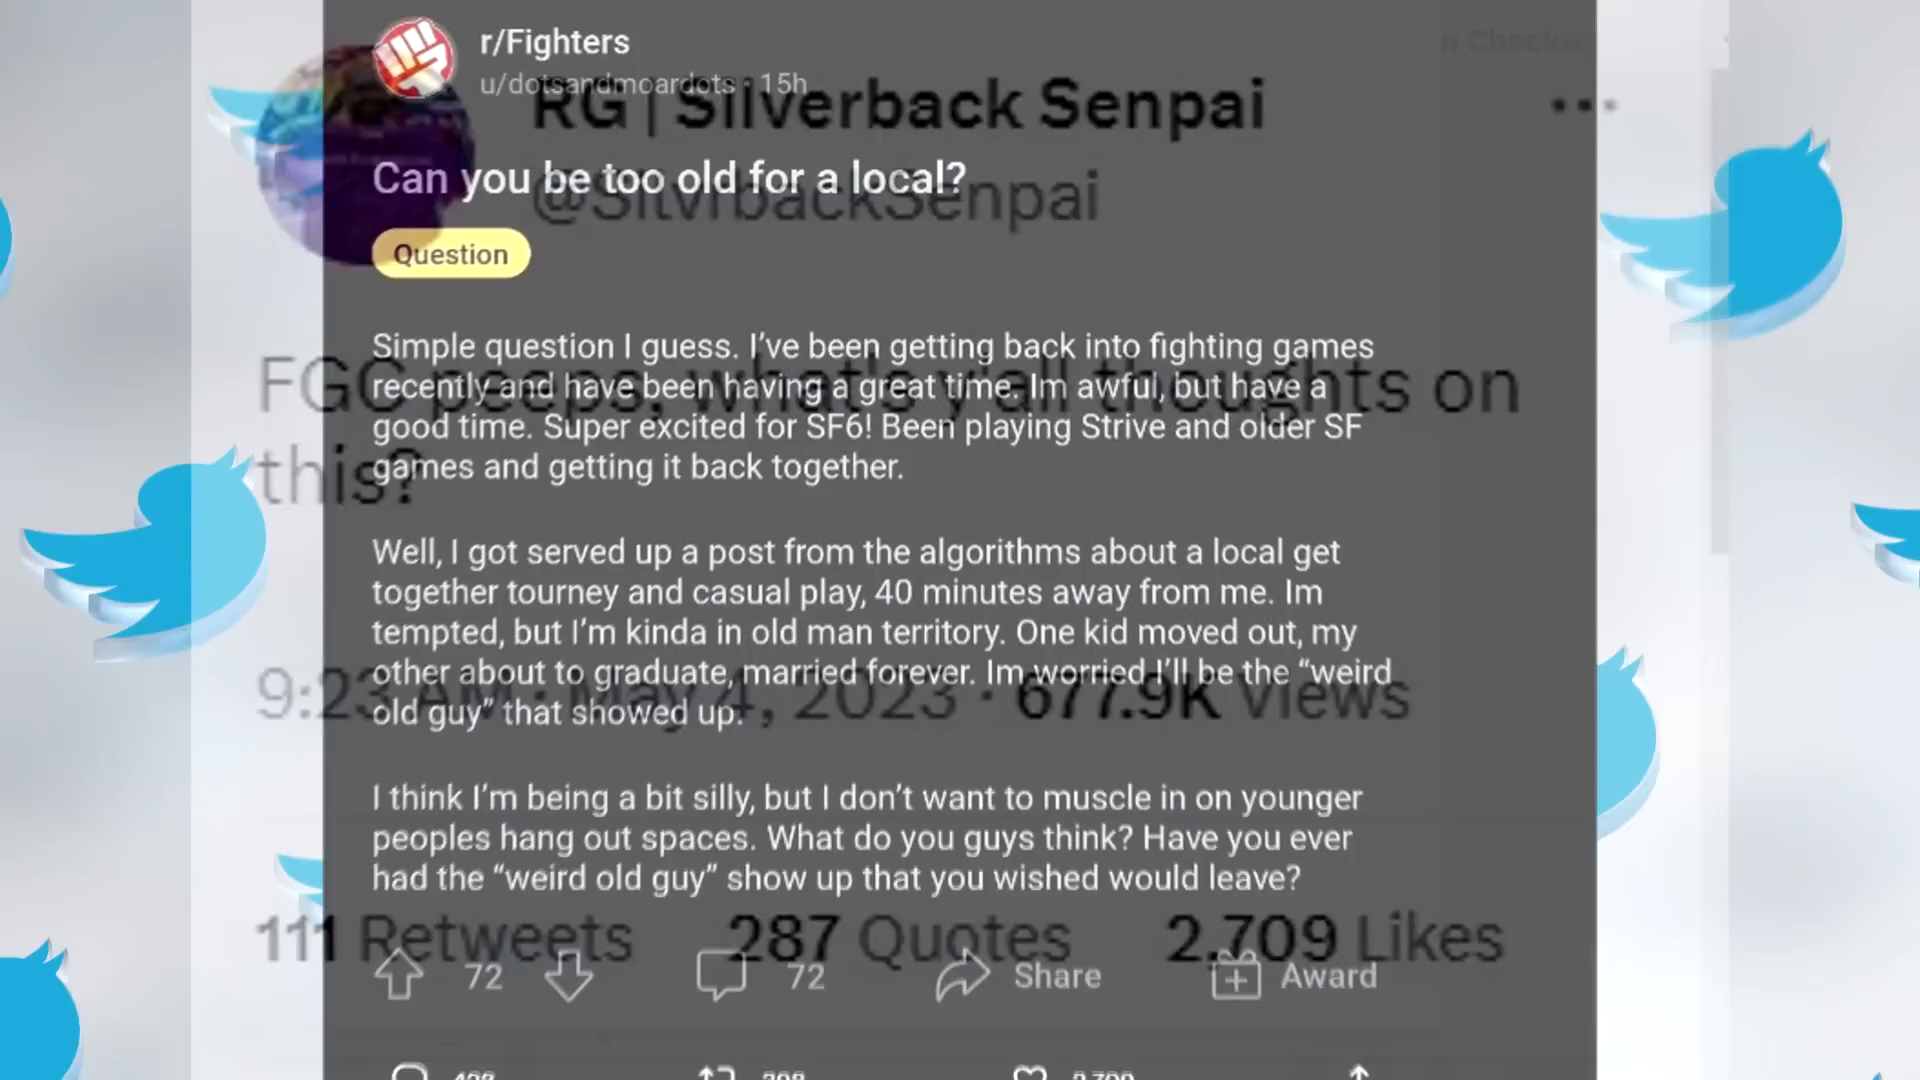 r/Fighters
u/dotsandmoardots · 15h
RG | Silverback Senpai
Can you be too old for a local?
@SilvrbackSenpai
Question
Simple question I guess. I've been getting back into fighting games
recently and have been having a great time. Im awful, but have a
good time. Super excited for SF6! Been playing Strive and older SF
games and getting it back together.
FGC peeps, what's y'all thoughts on
this?
Well, I got served up a post from the algorithms about a local get
together tourney and casual play, 40 minutes away from me. Im
tempted, but I'm kinda in old man territory. One kid moved out, my
other about to graduate, married forever. Im worried I'll be the “weird
old guy” that showed up.
9:23 AM · May 4, 2023 · 677.9K Views
I think I'm being a bit silly, but I don't want to muscle in on younger
peoples hang out spaces. What do you guys think? Have you ever
had the “weird old guy” show up that you wished would leave?
111 Retweets 287 Quotes 2,709 Likes
72 72 Share Award